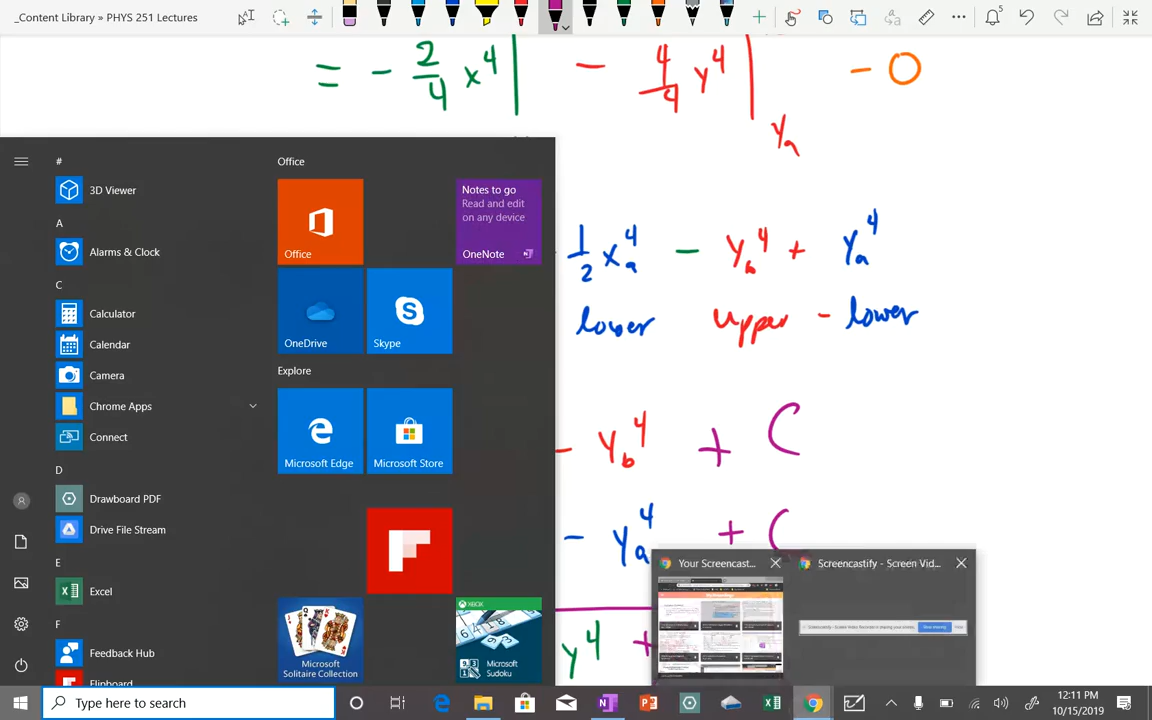 _Content Library » PHYS 251 Lectures
= - 2/4 x⁴ | - 4/4 y⁴ | yₐ - 0
1/2 xₐ⁴ - y_b⁴ + yₐ⁴
lower upper - lower
- y_b⁴ + C
- yₐ⁴ + C
y⁴ +
#
3D Viewer
A
Alarms & Clock
C
Calculator
Calendar
Camera
Chrome Apps
Connect
D
Drawboard PDF
Drive File Stream
E
Excel
F
Feedback Hub
Flipboard
Office
Office
Notes to go
Read and edit
on any device
OneNote
OneDrive
Skype
Explore
Microsoft Edge
Microsoft Store
Microsoft
Solitaire Collection
XBOX
Microsoft
Sudoku
Your Screencast...
Screencastify - Screen Vid...
Type here to search
12:11 PM
10/15/2019